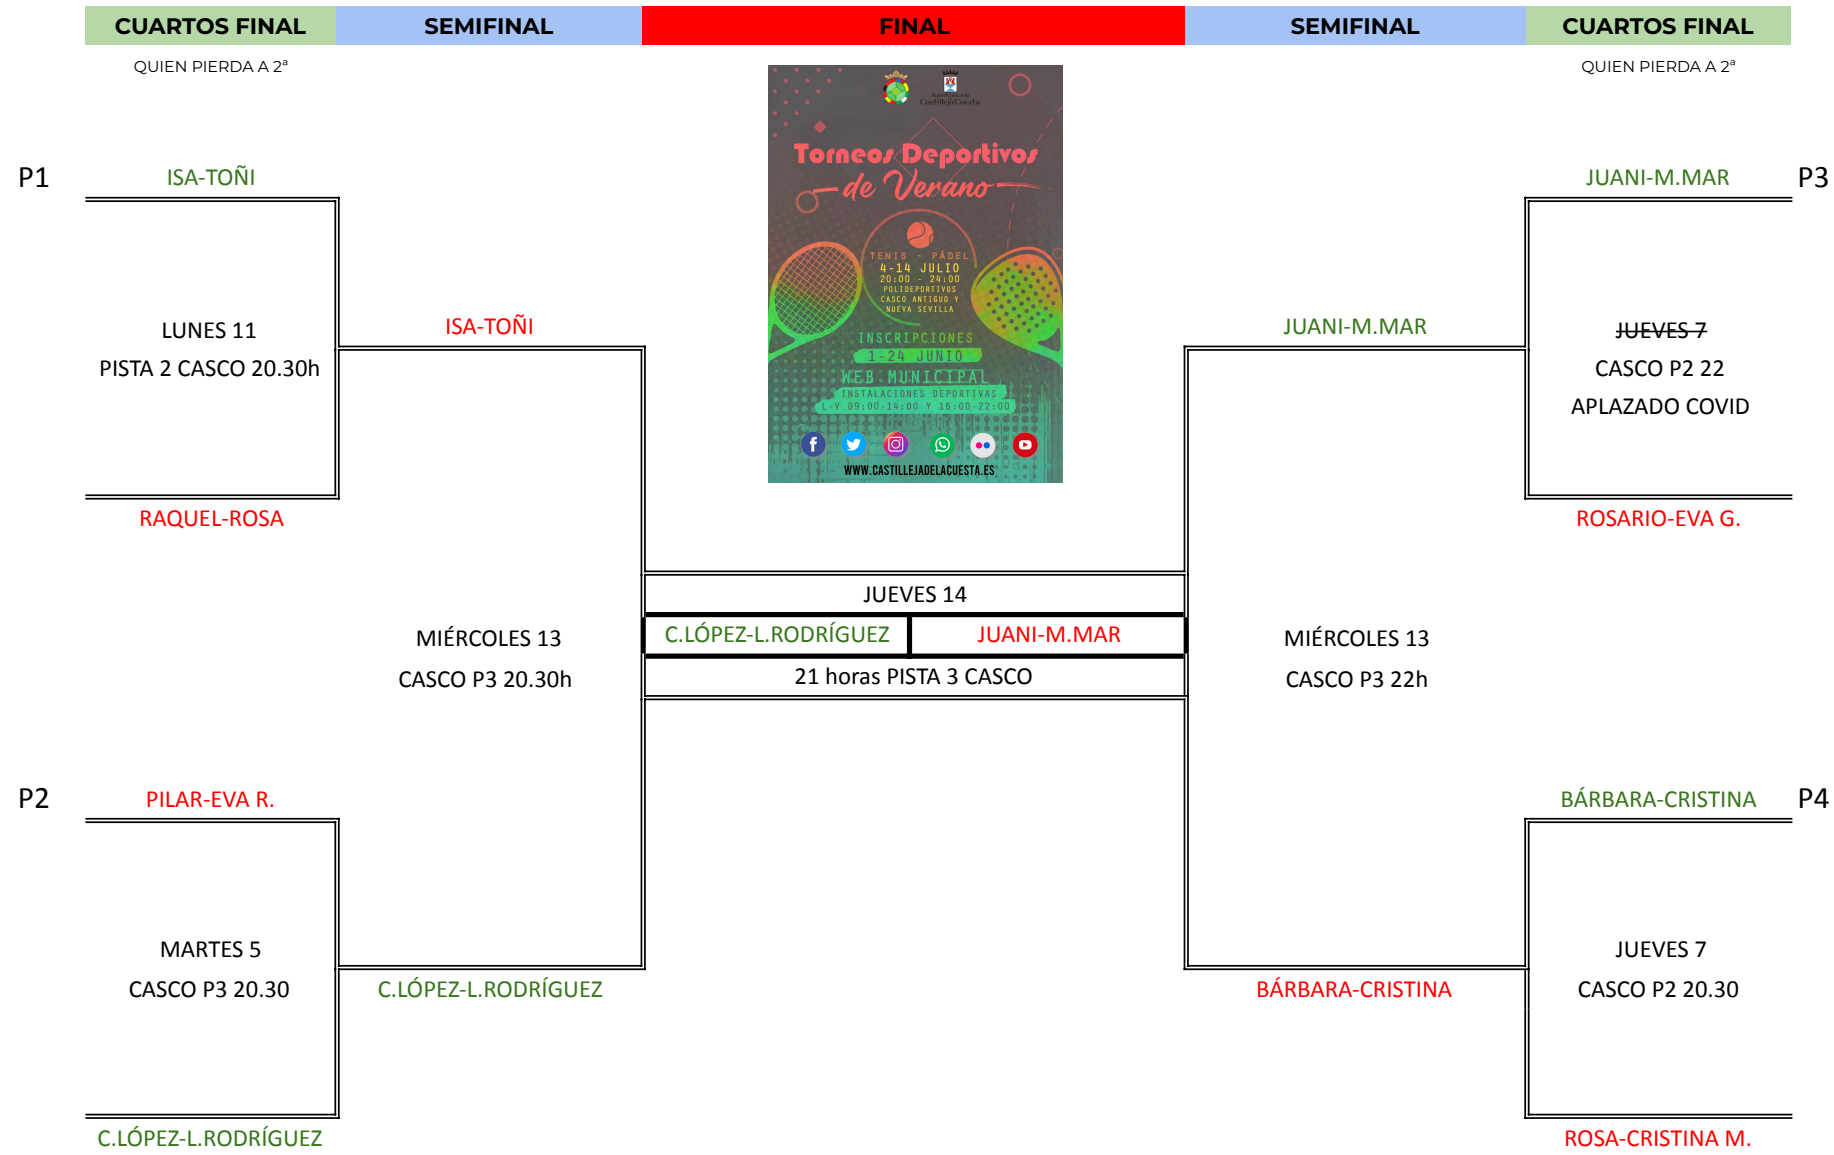 CUARTOS FINAL
SEMIFINAL
FINAL
SEMIFINAL
CUARTOS FINAL
QUIEN PIERDA A 2ª
QUIEN PIERDA A 2ª
Ayuntamiento
Castilleja Cuesta
Torneos Deportivos
de Verano
TENIS - PÁDEL
4-14 JULIO
20:00 - 24:00
POLIDEPORTIVOS
CASCO ANTIGUO Y
NUEVA SEVILLA
INSCRIPCIONES
1-24 JUNIO
WEB MUNICIPAL
INSTALACIONES DEPORTIVAS
L-V 09:00-14:00 Y 16:00-22:00
WWW.CASTILLEJADELACUESTA.ES
P1
ISA-TOÑI
JUANI-M.MAR
P3
LUNES 11
PISTA 2 CASCO 20.30h
ISA-TOÑI
JUANI-M.MAR
JUEVES 7
CASCO P2 22
APLAZADO COVID
RAQUEL-ROSA
ROSARIO-EVA G.
JUEVES 14
MIÉRCOLES 13
CASCO P3 20.30h
C.LÓPEZ-L.RODRÍGUEZ
JUANI-M.MAR
21 horas PISTA 3 CASCO
MIÉRCOLES 13
CASCO P3 22h
P2
PILAR-EVA R.
BÁRBARA-CRISTINA
P4
MARTES 5
CASCO P3 20.30
C.LÓPEZ-L.RODRÍGUEZ
BÁRBARA-CRISTINA
JUEVES 7
CASCO P2 20.30
C.LÓPEZ-L.RODRÍGUEZ
ROSA-CRISTINA M.